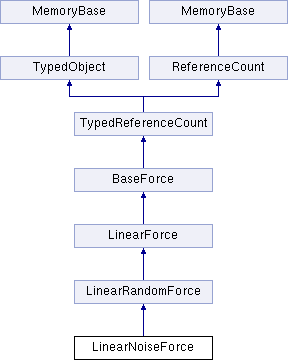 MemoryBase MemoryBase
TypedObject ReferenceCount
TypedReferenceCount
BaseForce
LinearForce
LinearRandomForce
LinearNoiseForce